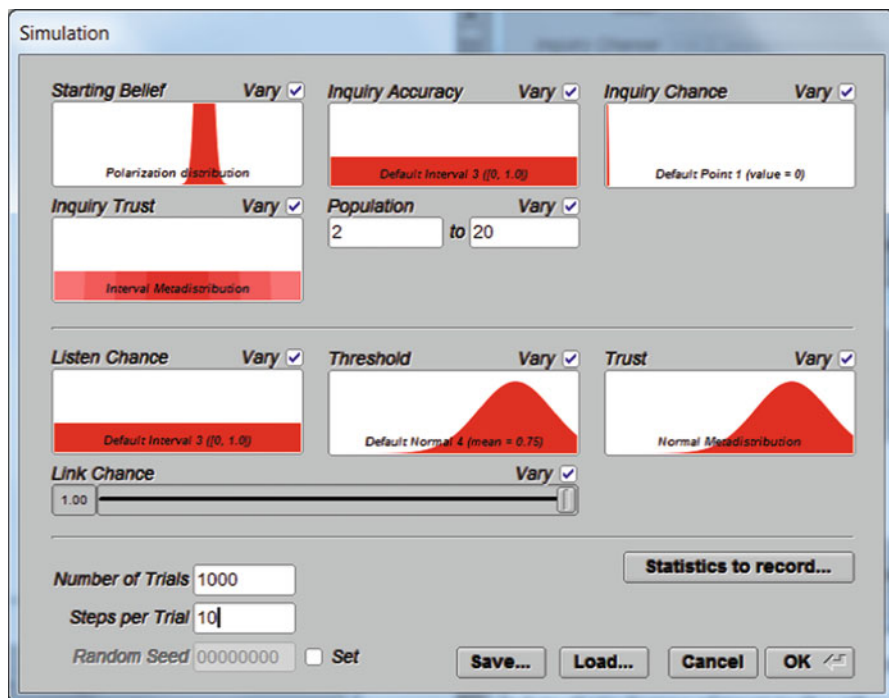 Simulation
Starting Belief Vary Inquiry Accuracy Vary Inquiry Chance Vary
Polarization distribution Default Interval 3 ([0, 1.0]) Default Point 1 (value = 0)
Inquiry Trust Vary Population Vary
2 to 20
Interval Metadistribution
Listen Chance Vary Threshold Vary Trust Vary
Default Interval 3 ([0, 1.0]) Default Normal 4 (mean = 0.75) Normal Metadistribution
Link Chance Vary
1.00
Statistics to record...
Number of Trials 1000
Steps per Trial 10
Random Seed 00000000 Set
Save... Load... Cancel OK